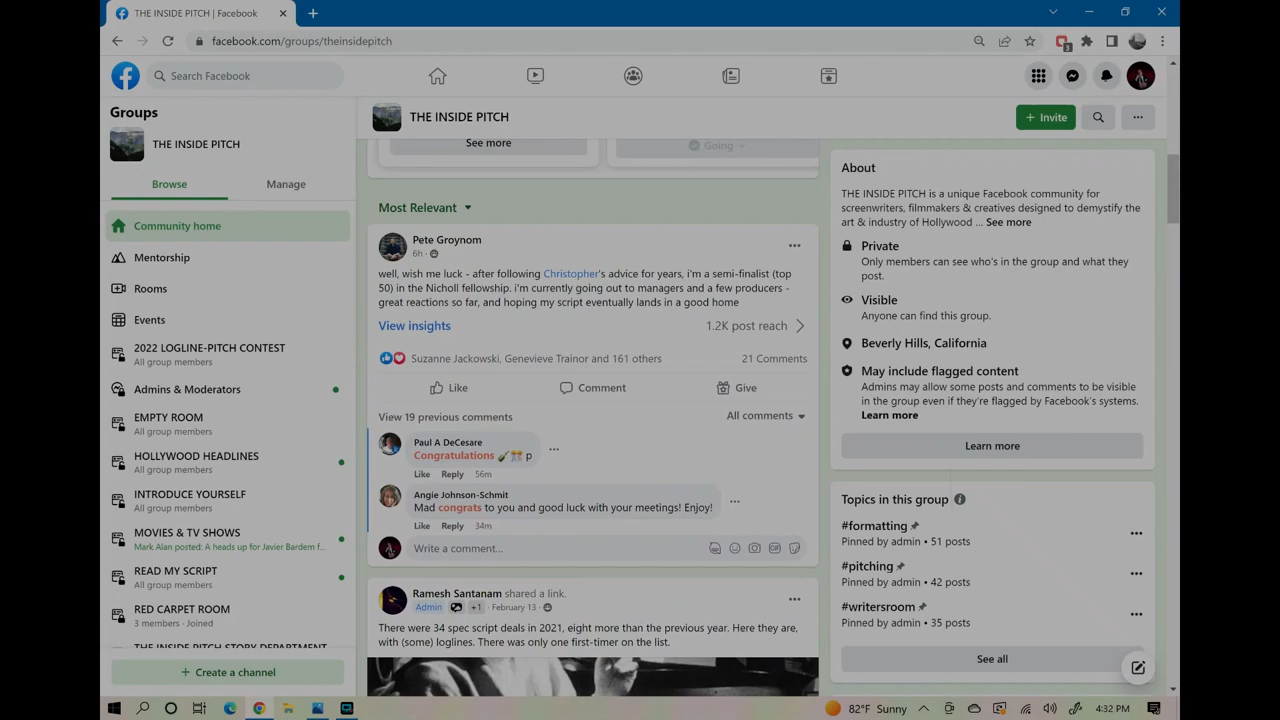 THE INSIDE PITCH | Facebook
facebook.com/groups/theinsidepitch
3
Search Facebook
Groups
THE INSIDE PITCH
Browse
Manage
Community home
Mentorship
Rooms
Events
2022 LOGLINE-PITCH CONTEST
All group members
Admins & Moderators
EMPTY ROOM
All group members
HOLLYWOOD HEADLINES
All group members
INTRODUCE YOURSELF
All group members
MOVIES & TV SHOWS
Mark Alan posted: A heads up for Javier Bardem f...
READ MY SCRIPT
All group members
RED CARPET ROOM
3 members · Joined
THE INSIDE PITCH STORY DEPARTMENT
+ Create a channel
THE INSIDE PITCH
+ Invite
See more
Going
Most Relevant
Pete Groynom
6h ·
well, wish me luck - after following Christopher's advice for years, i'm a semi-finalist (top
50) in the Nicholl fellowship. i'm currently going out to managers and a few producers -
great reactions so far, and hoping my script eventually lands in a good home
View insights
1.2K post reach
Suzanne Jackowski, Genevieve Trainor and 161 others
21 Comments
Like
Comment
Give
View 19 previous comments
All comments
Paul A DeCesare
Congratulations 🍾🎊 p
Like Reply 56m
Angie Johnson-Schmit
Mad congrats to you and good luck with your meetings! Enjoy!
Like Reply 34m
Write a comment...
GIF
Ramesh Santanam shared a link.
Admin +1 · February 13 ·
There were 34 spec script deals in 2021, eight more than the previous year. Here they are,
with (some) loglines. There was only one first-timer on the list.
About
THE INSIDE PITCH is a unique Facebook community for
screenwriters, filmmakers & creatives designed to demystify the
art & industry of Hollywood ... See more
Private
Only members can see who's in the group and what they
post.
Visible
Anyone can find this group.
Beverly Hills, California
May include flagged content
Admins may allow some posts and comments to be visible
in the group even if they're flagged by Facebook's systems.
Learn more
Learn more
Topics in this group
#formatting
Pinned by admin • 51 posts
#pitching
Pinned by admin • 42 posts
#writersroom
Pinned by admin • 35 posts
See all
82°F Sunny
4:32 PM